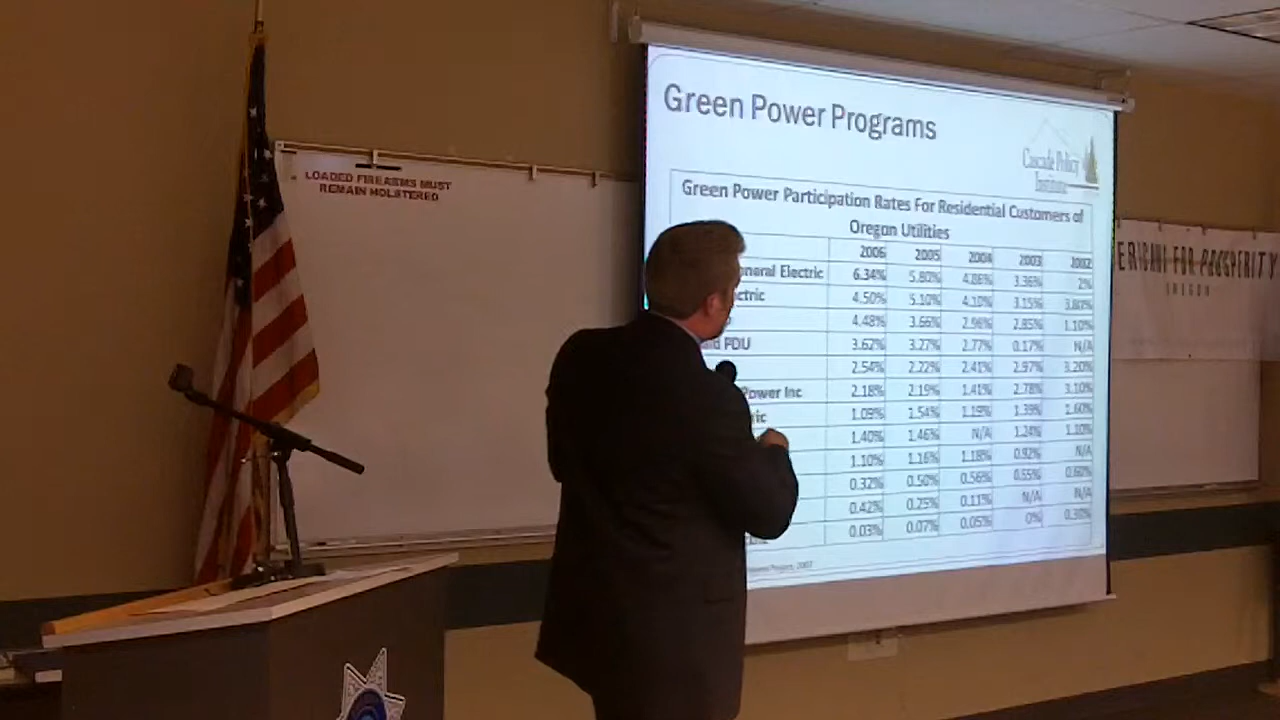 LOADED FIREARMS MUST
REMAIN HOLSTERED
Green Power Programs
Cascade Policy
Institute
Green Power Participation Rates For Residential Customers of
Oregon Utilities
2006 2005 2004 2003 2002
Electric 6.34% 5.80% 4.86% 3.36% 2%
4.50% 5.10% 4.10% 3.15% 3.80%
4.48% 3.66% 2.96% 2.85% 1.10%
PDU 3.62% 3.27% 2.77% 0.17% N/A
2.54% 2.22% 2.41% 2.97% 3.20%
Power Inc 2.18% 2.19% 1.41% 2.78% 3.10%
1.09% 1.54% 1.19% 1.39% 1.60%
1.40% 1.46% N/A 1.24% 1.10%
1.10% 1.16% 1.18% 0.92% N/A
0.32% 0.50% 0.56% 0.55% 0.60%
0.42% 0.25% 0.11% N/A N/A
0.03% 0.07% 0.05% 0% 0.30%
FOR PROSPERITY
OREGON